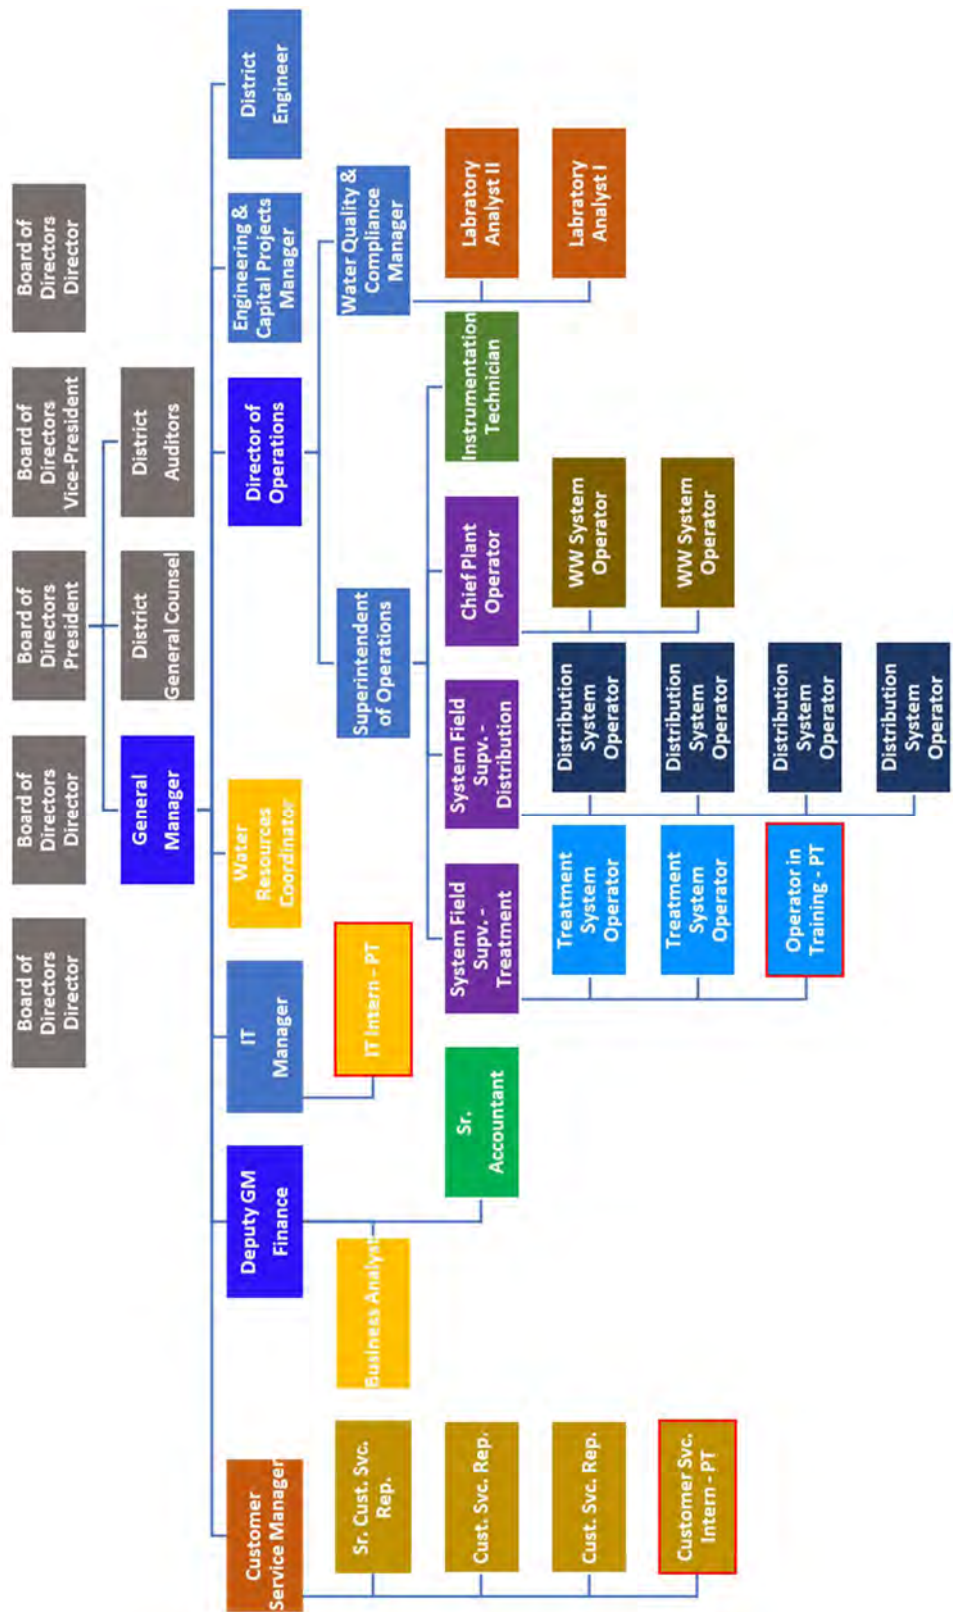 Board of
Directors
Director
Board of
Directors
Director
Board of
Directors
President
Board of
Directors
Vice-President
Board of
Directors
Director
General
Manager
District
General Counsel
District
Auditors
Customer
Service Manager
Deputy GM
Finance
IT
Manager
Water
Resources
Coordinator
Director of
Operations
Engineering &
Capital Projects
Manager
District
Engineer
Sr. Cust. Svc.
Rep.
Business Analyst
IT Intern - PT
Superintendent
of Operations
Water Quality &
Compliance
Manager
Cust. Svc. Rep.
Sr.
Accountant
System Field
Supv. -
Treatment
System Field
Supv. -
Distribution
Chief Plant
Operator
Instrumentation
Technician
Labratory
Analyst II
Cust. Svc. Rep.
Treatment
System
Operator
Distribution
System
Operator
WW System
Operator
Labratory
Analyst I
Customer Svc.
Intern - PT
Treatment
System
Operator
Distribution
System
Operator
WW System
Operator
Operator in
Training - PT
Distribution
System
Operator
Distribution
System
Operator